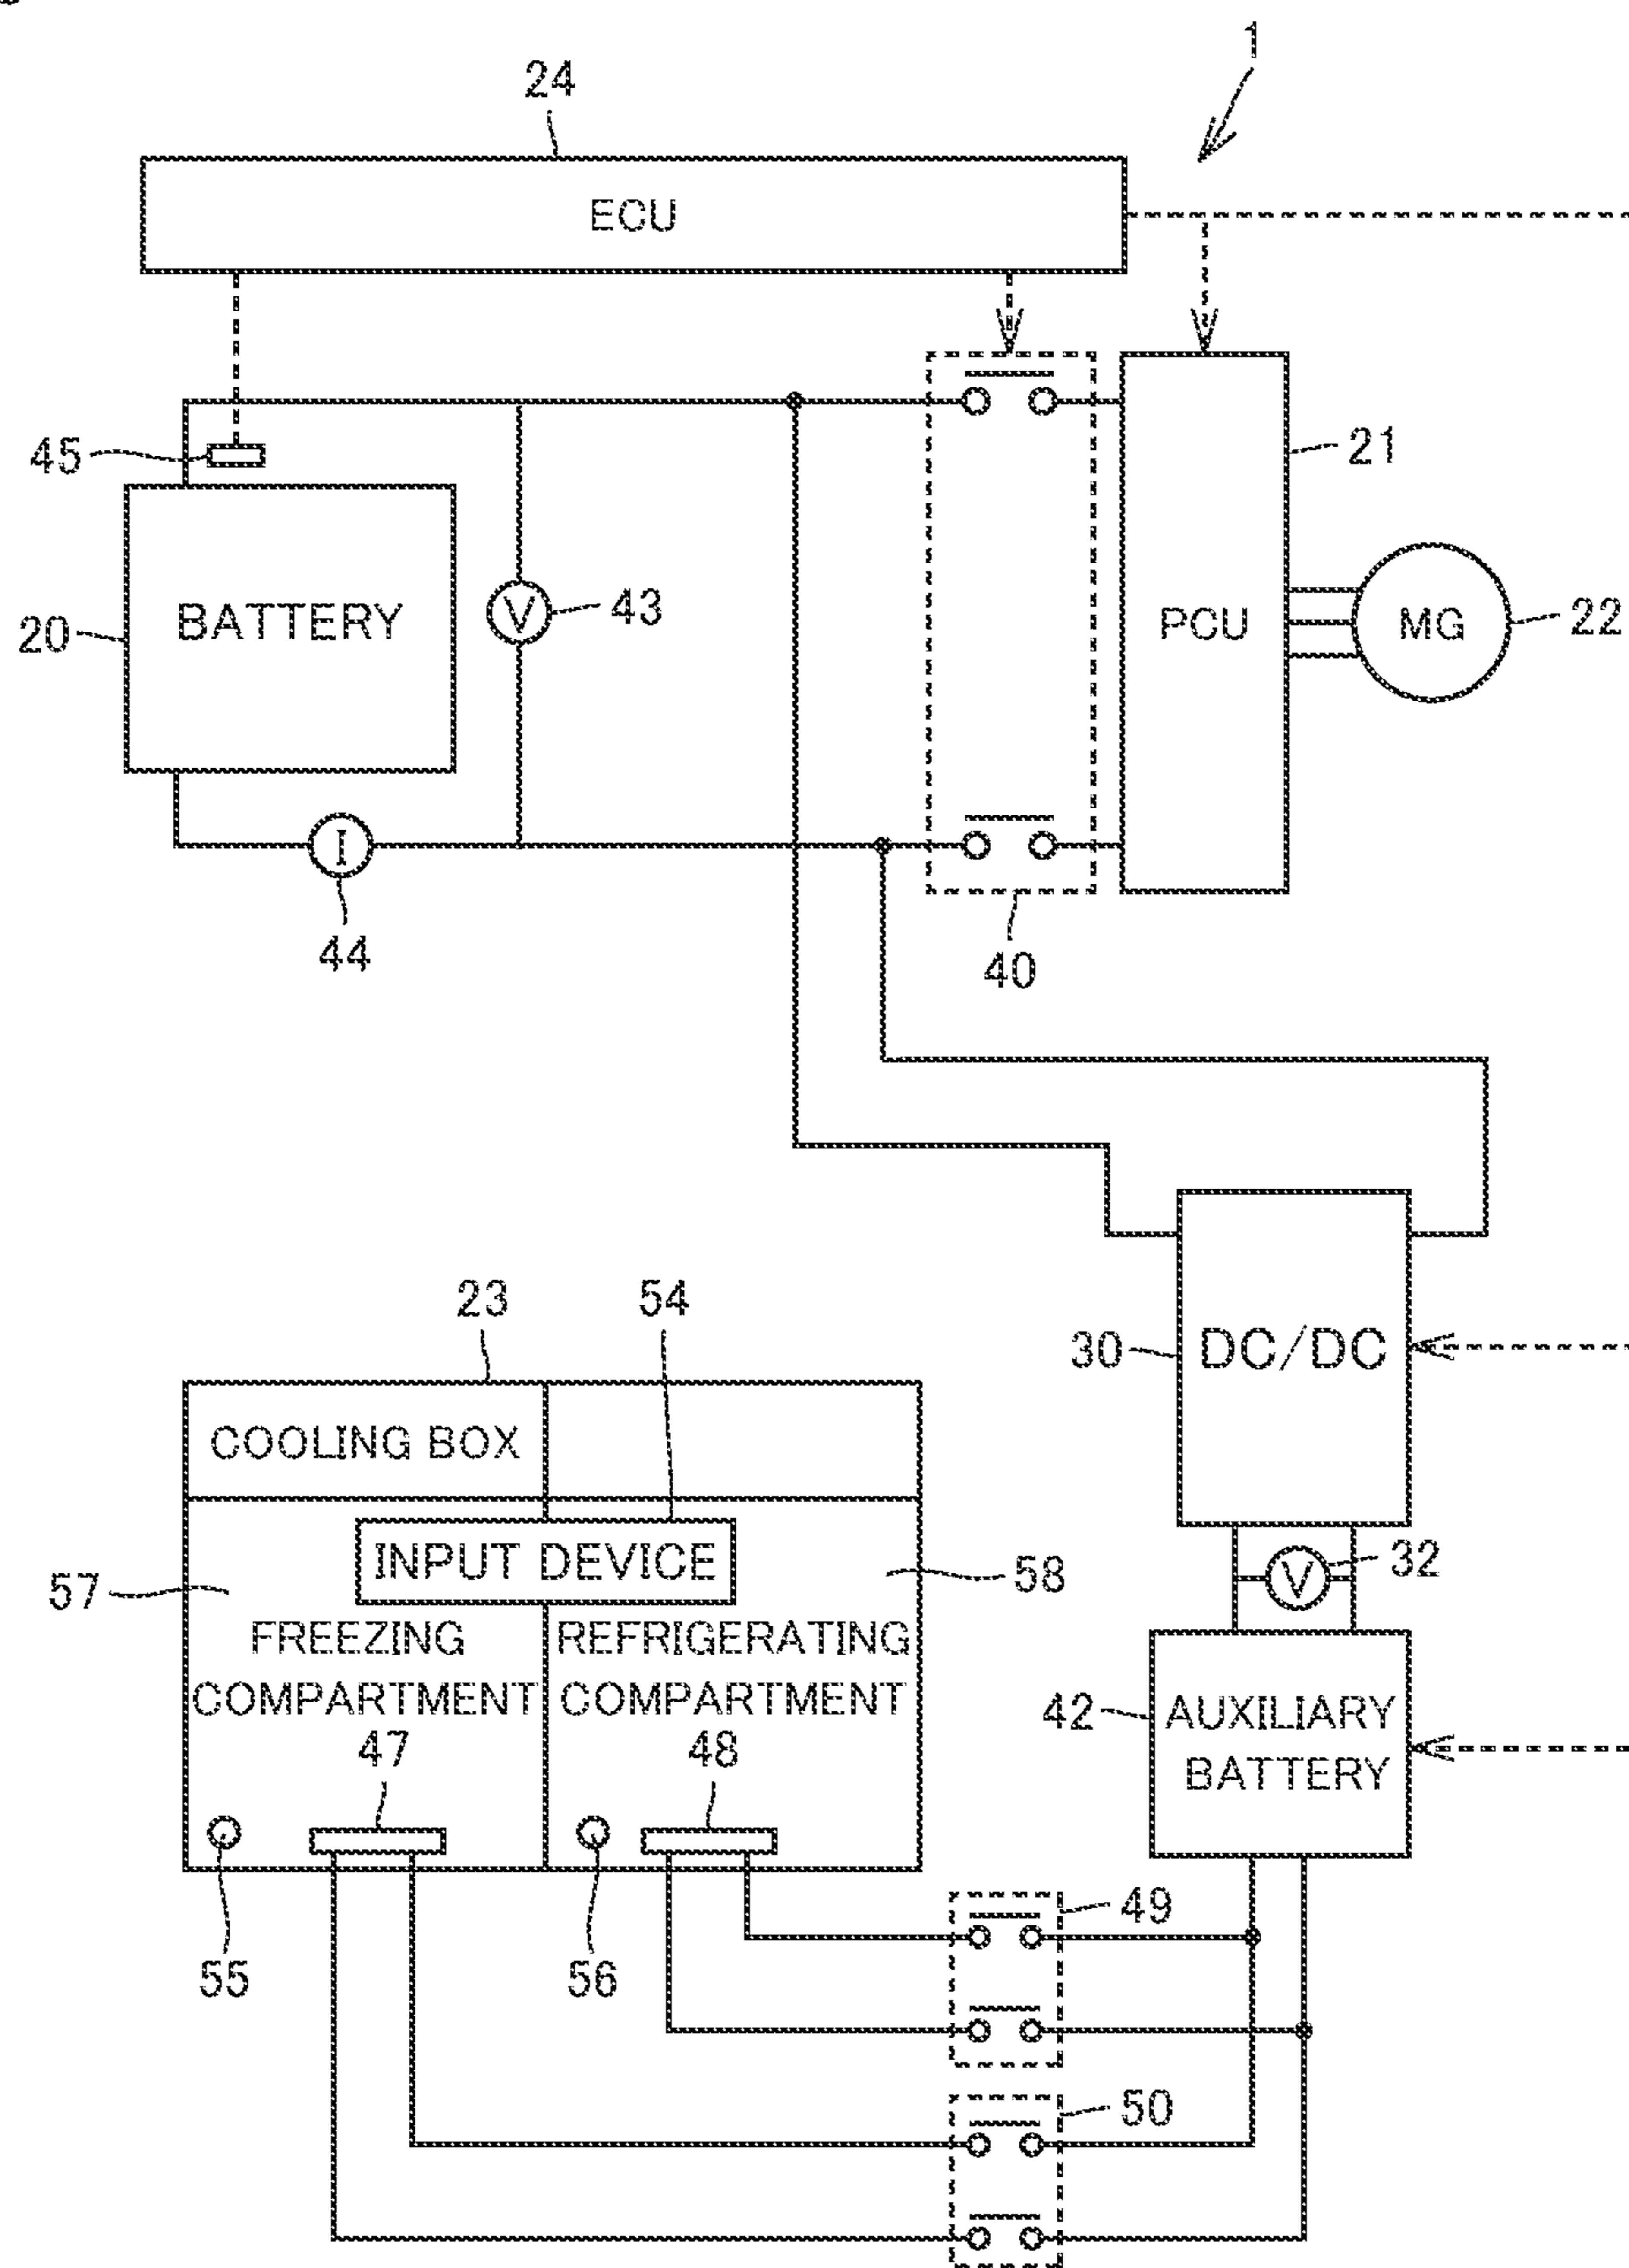 1
24
ECU
45
21
BATTERY
V
43
20
PCU
MG
22
I
44
40
23
54
30
DC/DC
COOLING BOX
INPUT DEVICE
57
58
V
32
FREEZING
COMPARTMENT
REFRIGERATING
COMPARTMENT
47
48
42
AUXILIARY
BATTERY
55
56
49
50